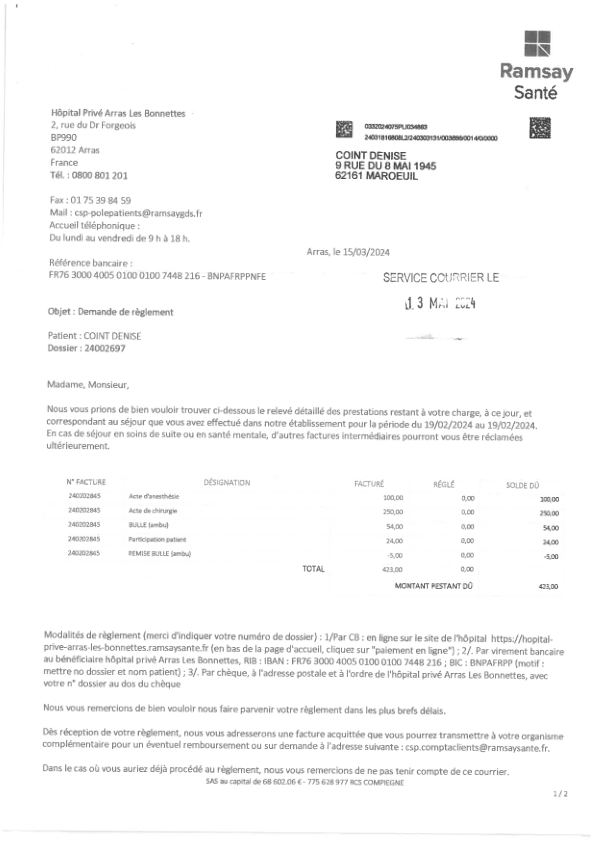 Ramsay
Santé
Hôpital Privé Arras Les Bonnettes
2, rue du Dr Forgeois
BP990
62012 Arras
France
Tél. : 0800 801 201
0332024075PLI034863
24031816808L2/240303131/003886/0014/0/0000
COINT DENISE
9 RUE DU 8 MAI 1945
62161 MAROEUIL
Fax : 01 75 39 84 59
Mail : csp-polepatients@ramsaygds.fr
Accueil téléphonique :
Du lundi au vendredi de 9 h à 18 h.
Arras, le 15/03/2024
Référence bancaire :
FR76 3000 4005 0100 0100 7448 216 - BNPAFRPPNFE
SERVICE COURRIER LE
13 MAI 2024
Objet : Demande de règlement
Patient : COINT DENISE
Dossier : 24002697
Madame, Monsieur,
Nous vous prions de bien vouloir trouver ci-dessous le relevé détaillé des prestations restant à votre charge, à ce jour, et
correspondant au séjour que vous avez effectué dans notre établissement pour la période du 19/02/2024 au 19/02/2024.
En cas de séjour en soins de suite ou en santé mentale, d'autres factures intermédiaires pourront vous être réclamées
ultérieurement.
N° FACTURE DÉSIGNATION FACTURÉ RÉGLÉ SOLDE DÛ
240202845 Acte d'anesthésie 100,00 0,00 100,00
240202845 Acte de chirurgie 250,00 0,00 250,00
240202845 BULLE (ambu) 54,00 0,00 54,00
240202845 Participation patient 24,00 0,00 24,00
240202845 REMISE BULLE (ambu) -5,00 0,00 -5,00
TOTAL 423,00 0,00
MONTANT RESTANT DÛ 423,00
Modalités de règlement (merci d'indiquer votre numéro de dossier) : 1/Par CB : en ligne sur le site de l'hôpital https://hopital-
prive-arras-les-bonnettes.ramsaysante.fr (en bas de la page d'accueil, cliquez sur "paiement en ligne") ; 2/. Par virement bancaire
au bénéficiaire hôpital privé Arras Les Bonnettes, RIB : IBAN : FR76 3000 4005 0100 0100 7448 216 ; BIC : BNPAFRPP (motif :
mettre no dossier et nom patient) ; 3/. Par chèque, à l'adresse postale et à l'ordre de l'hôpital privé Arras Les Bonnettes, avec
votre n° dossier au dos du chèque
Nous vous remercions de bien vouloir nous faire parvenir votre règlement dans les plus brefs délais.
Dès réception de votre règlement, nous vous adresserons une facture acquittée que vous pourrez transmettre à votre organisme
complémentaire pour un éventuel remboursement ou sur demande à l'adresse suivante : csp.comptaclients@ramsaysante.fr.
Dans le cas où vous auriez déjà procédé au règlement, nous vous remercions de ne pas tenir compte de ce courrier.
SAS au capital de 68 602.06 € - 775 628 977 RCS COMPIEGNE
1 / 2